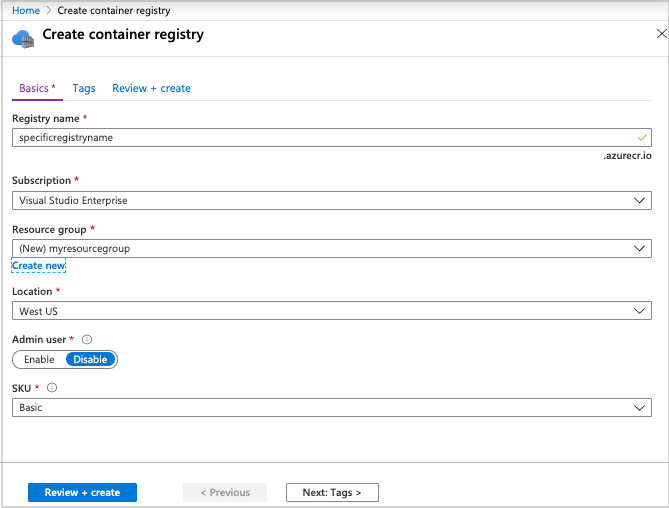 Home > Create container registry
Create container registry
Basics * Tags Review + create
Registry name *
specificregistryname
.azurecr.io
Subscription *
Visual Studio Enterprise
Resource group *
(New) myresourcegroup
Create new
Location *
West US
Admin user *
Enable Disable
SKU *
Basic
Review + create < Previous Next: Tags >